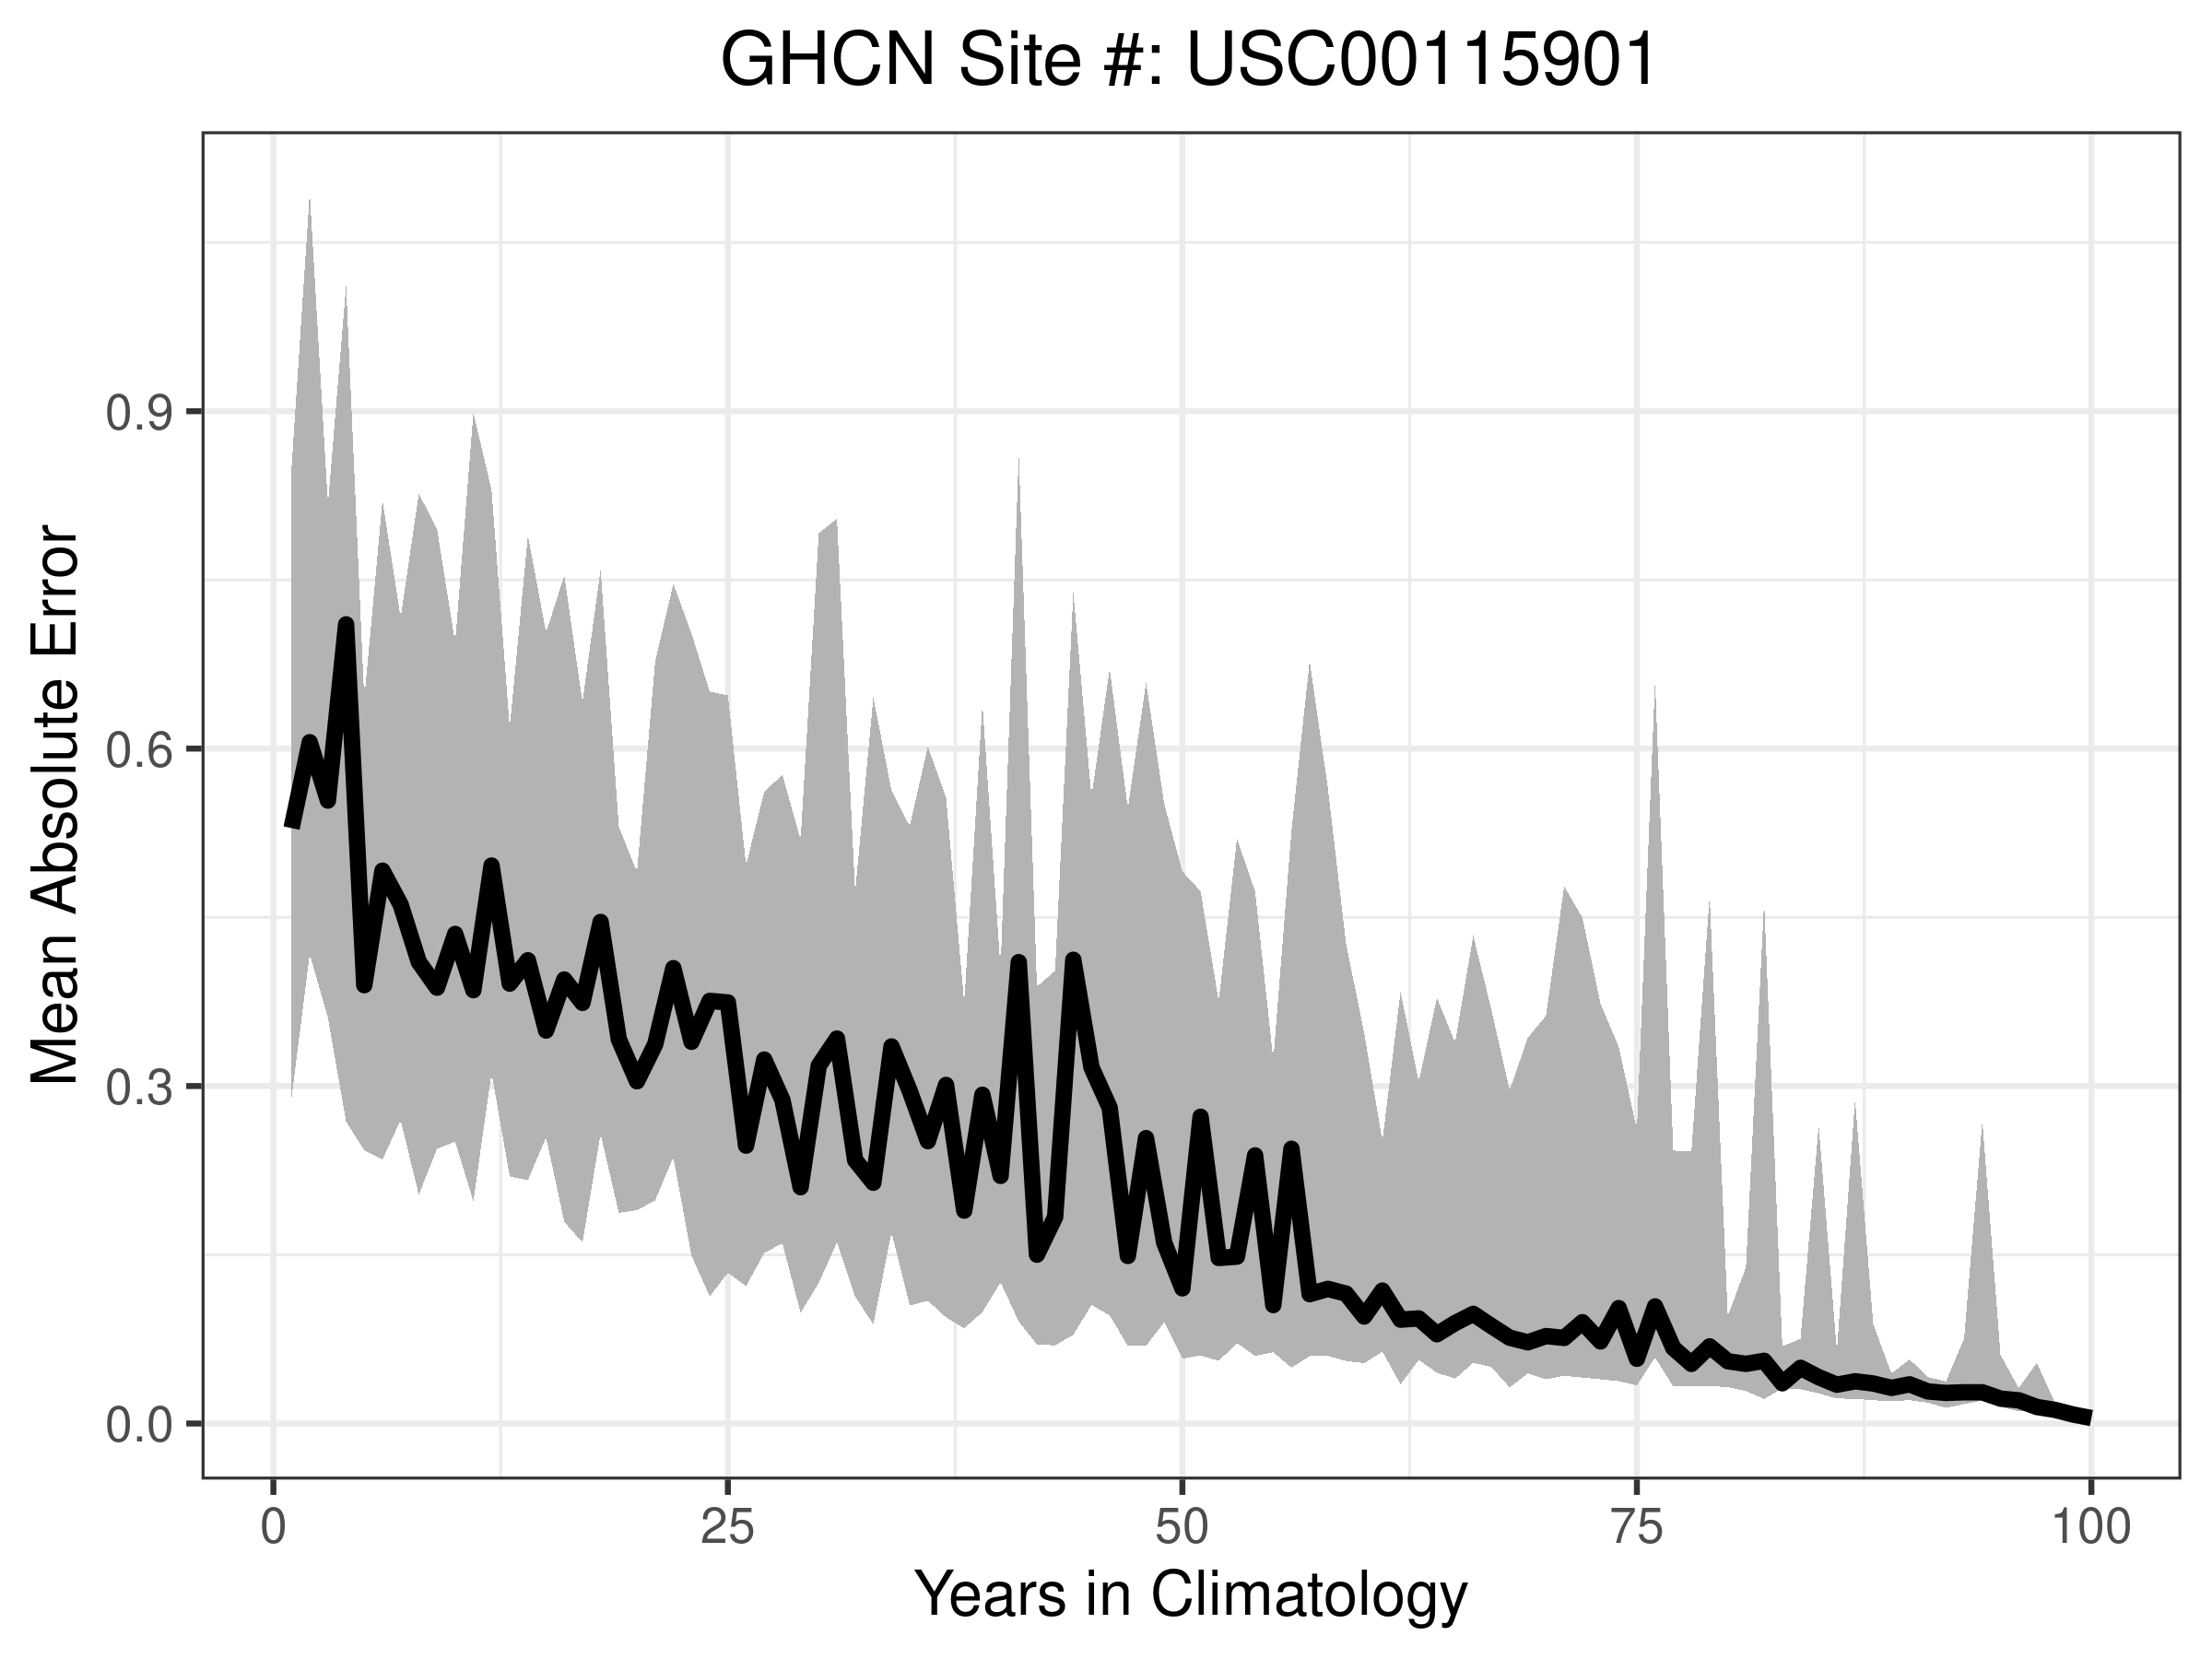 GHCN Site #: USC00115901
Mean Absolute Error
0.9
0.6
0.3
0.0
0 25 50 75 100
Years in Climatology